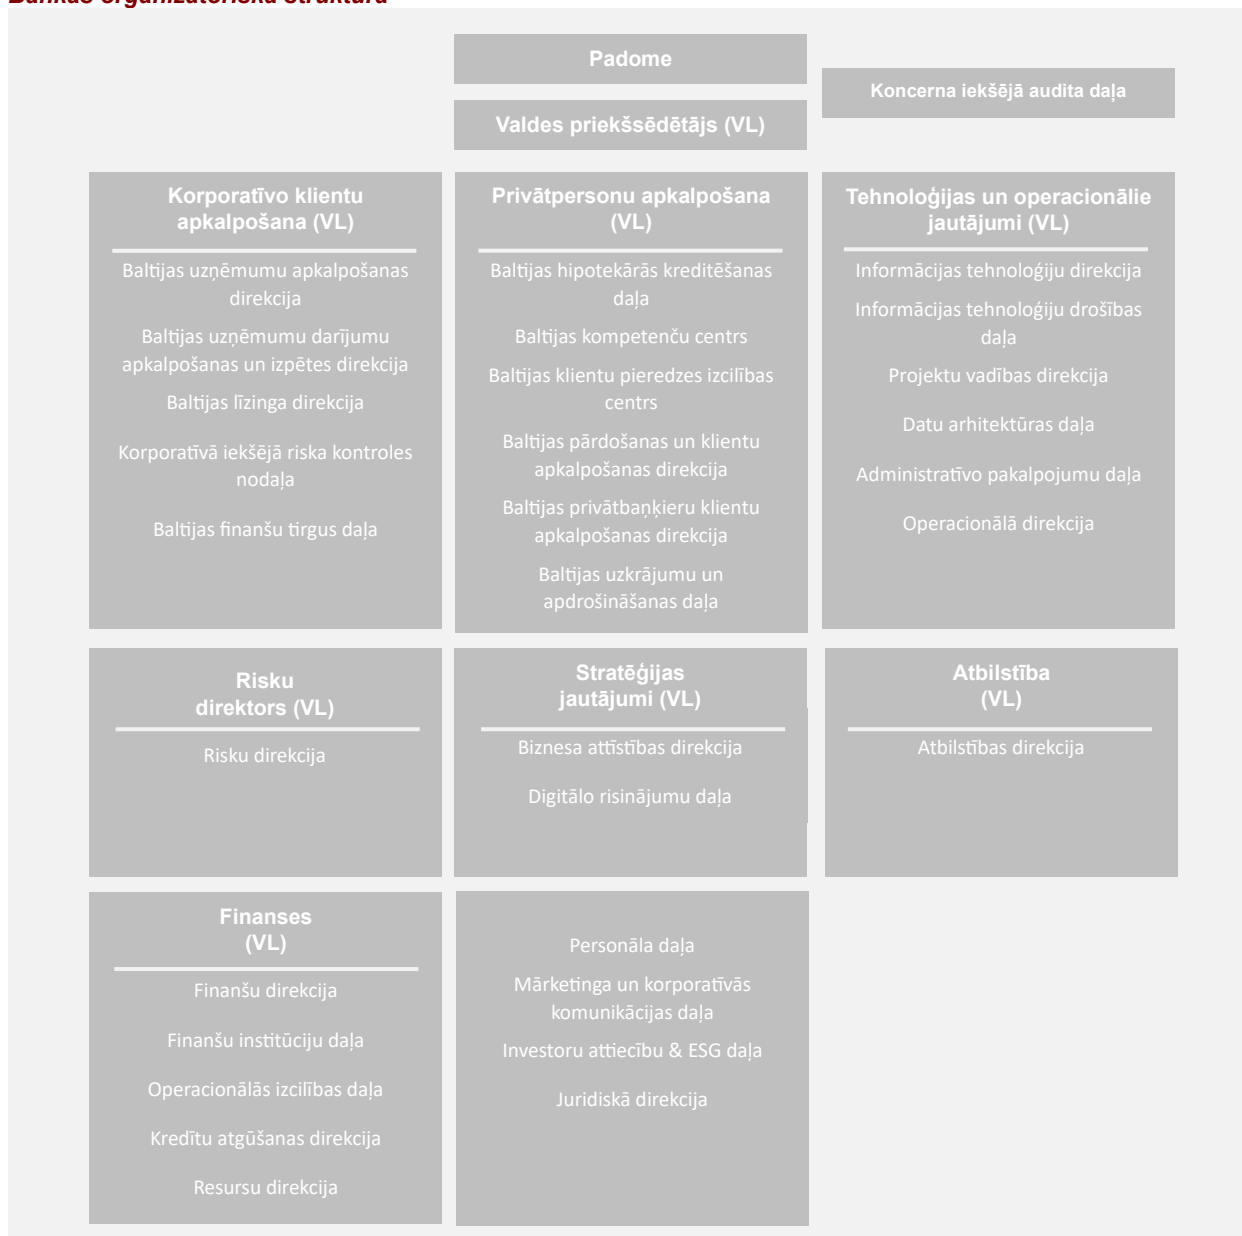 Bankas organizatoriskā struktūra
Padome
Koncerna iekšējā audita daļa
Valdes priekšsēdētājs (VL)
Korporatīvo klientu
apkalpošana (VL)
Baltijas uzņēmumu apkalpošanas
direkcija
Baltijas uzņēmumu darījumu
apkalpošanas un izpētes direkcija
Baltijas līzinga direkcija
Korporatīvā iekšējā riska kontroles
nodaļa
Baltijas finanšu tirgus daļa
Privātpersonu apkalpošana
(VL)
Baltijas hipotekārās kreditēšanas
daļa
Baltijas kompetenču centrs
Baltijas klientu pieredzes izcilības
centrs
Baltijas pārdošanas un klientu
apkalpošanas direkcija
Baltijas privātbaņķieru klientu
apkalpošanas direkcija
Baltijas uzkrājumu un
apdrošināšanas daļa
Tehnoloģijas un operacionālie
jautājumi (VL)
Informācijas tehnoloģiju direkcija
Informācijas tehnoloģiju drošības
daļa
Projektu vadības direkcija
Datu arhitektūras daļa
Administratīvo pakalpojumu daļa
Operacionālā direkcija
Risku
direktors (VL)
Risku direkcija
Stratēģijas
jautājumi (VL)
Biznesa attīstības direkcija
Digitālo risinājumu daļa
Atbilstība
(VL)
Atbilstības direkcija
Finanses
(VL)
Finanšu direkcija
Finanšu institūciju daļa
Operacionālās izcilības daļa
Kredītu atgūšanas direkcija
Resursu direkcija
Personāla daļa
Mārketinga un korporatīvās
komunikācijas daļa
Investoru attiecību & ESG daļa
Juridiskā direkcija